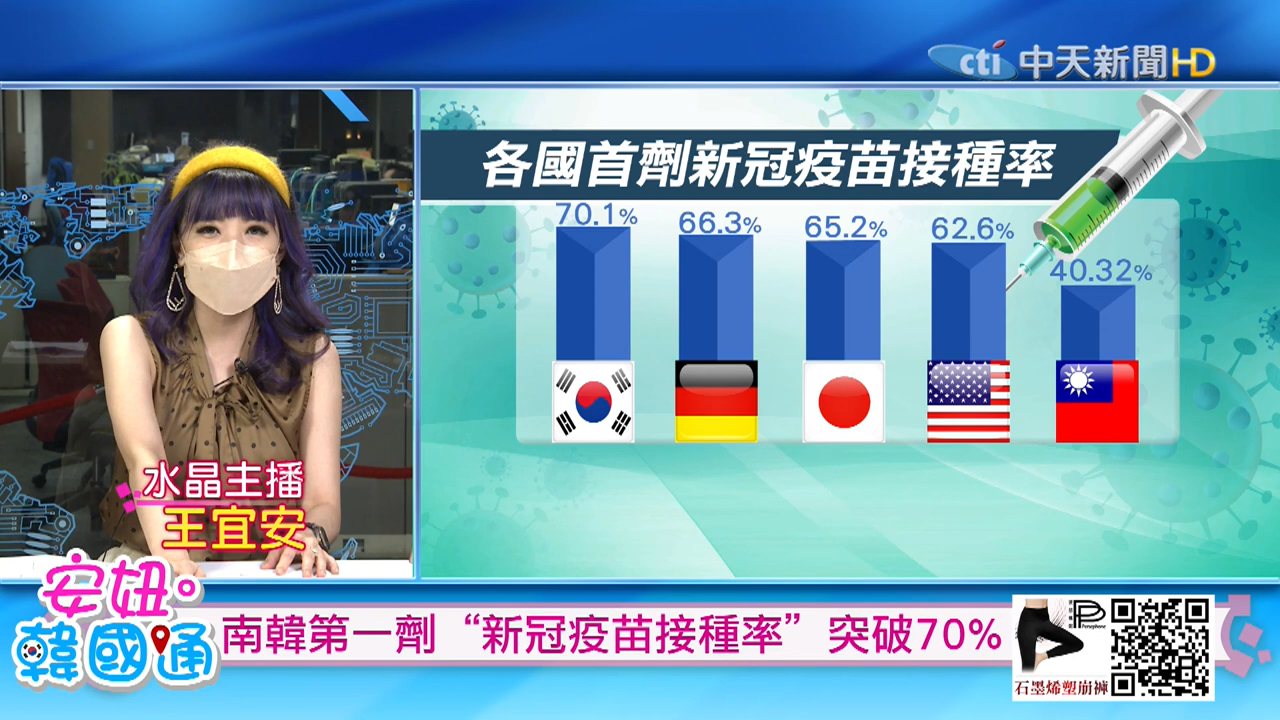 cti 中天新聞HD
各國首劑新冠疫苗接種率
70.1%
66.3%
65.2%
62.6%
40.32%
水晶主播
王宜安
安妞。
韓國通
南韓第一劑“新冠疫苗接種率”突破70%
Persephone
石墨烯塑崩褲